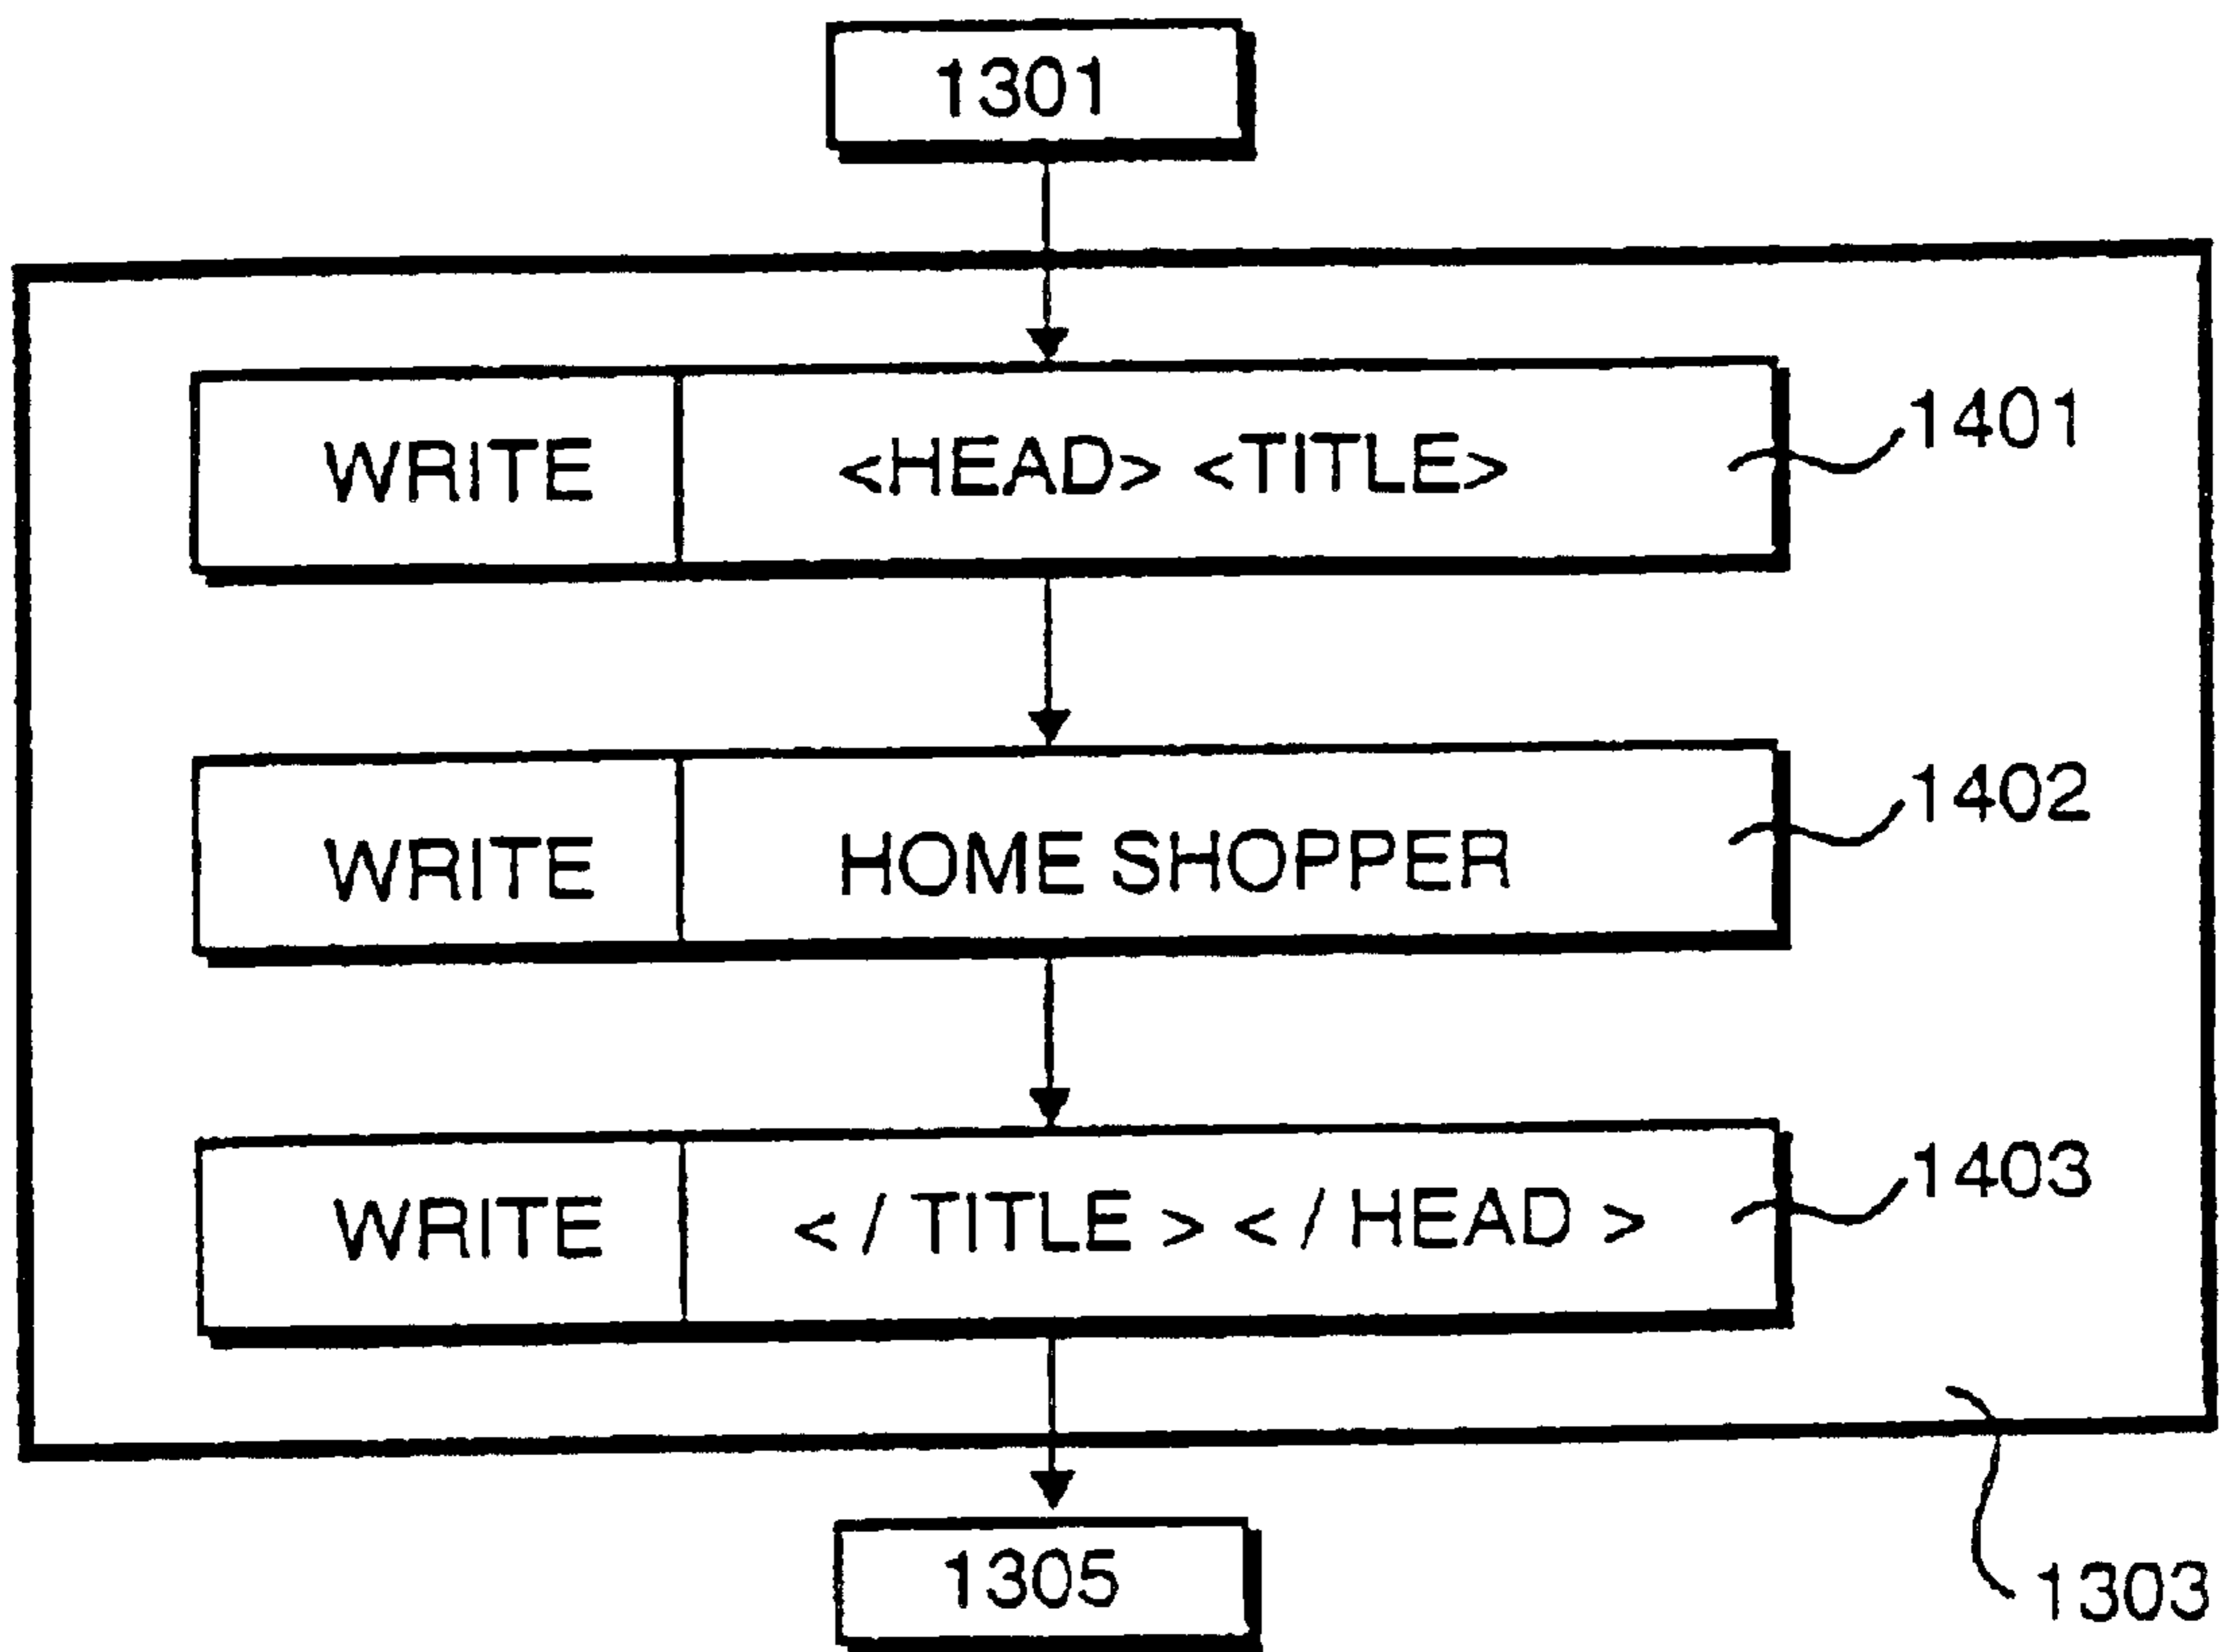 1301
WRITE <HEAD> <TITLE> 1401
WRITE HOME SHOPPER 1402
WRITE </ TITLE > < / HEAD > 1403
1305
1303